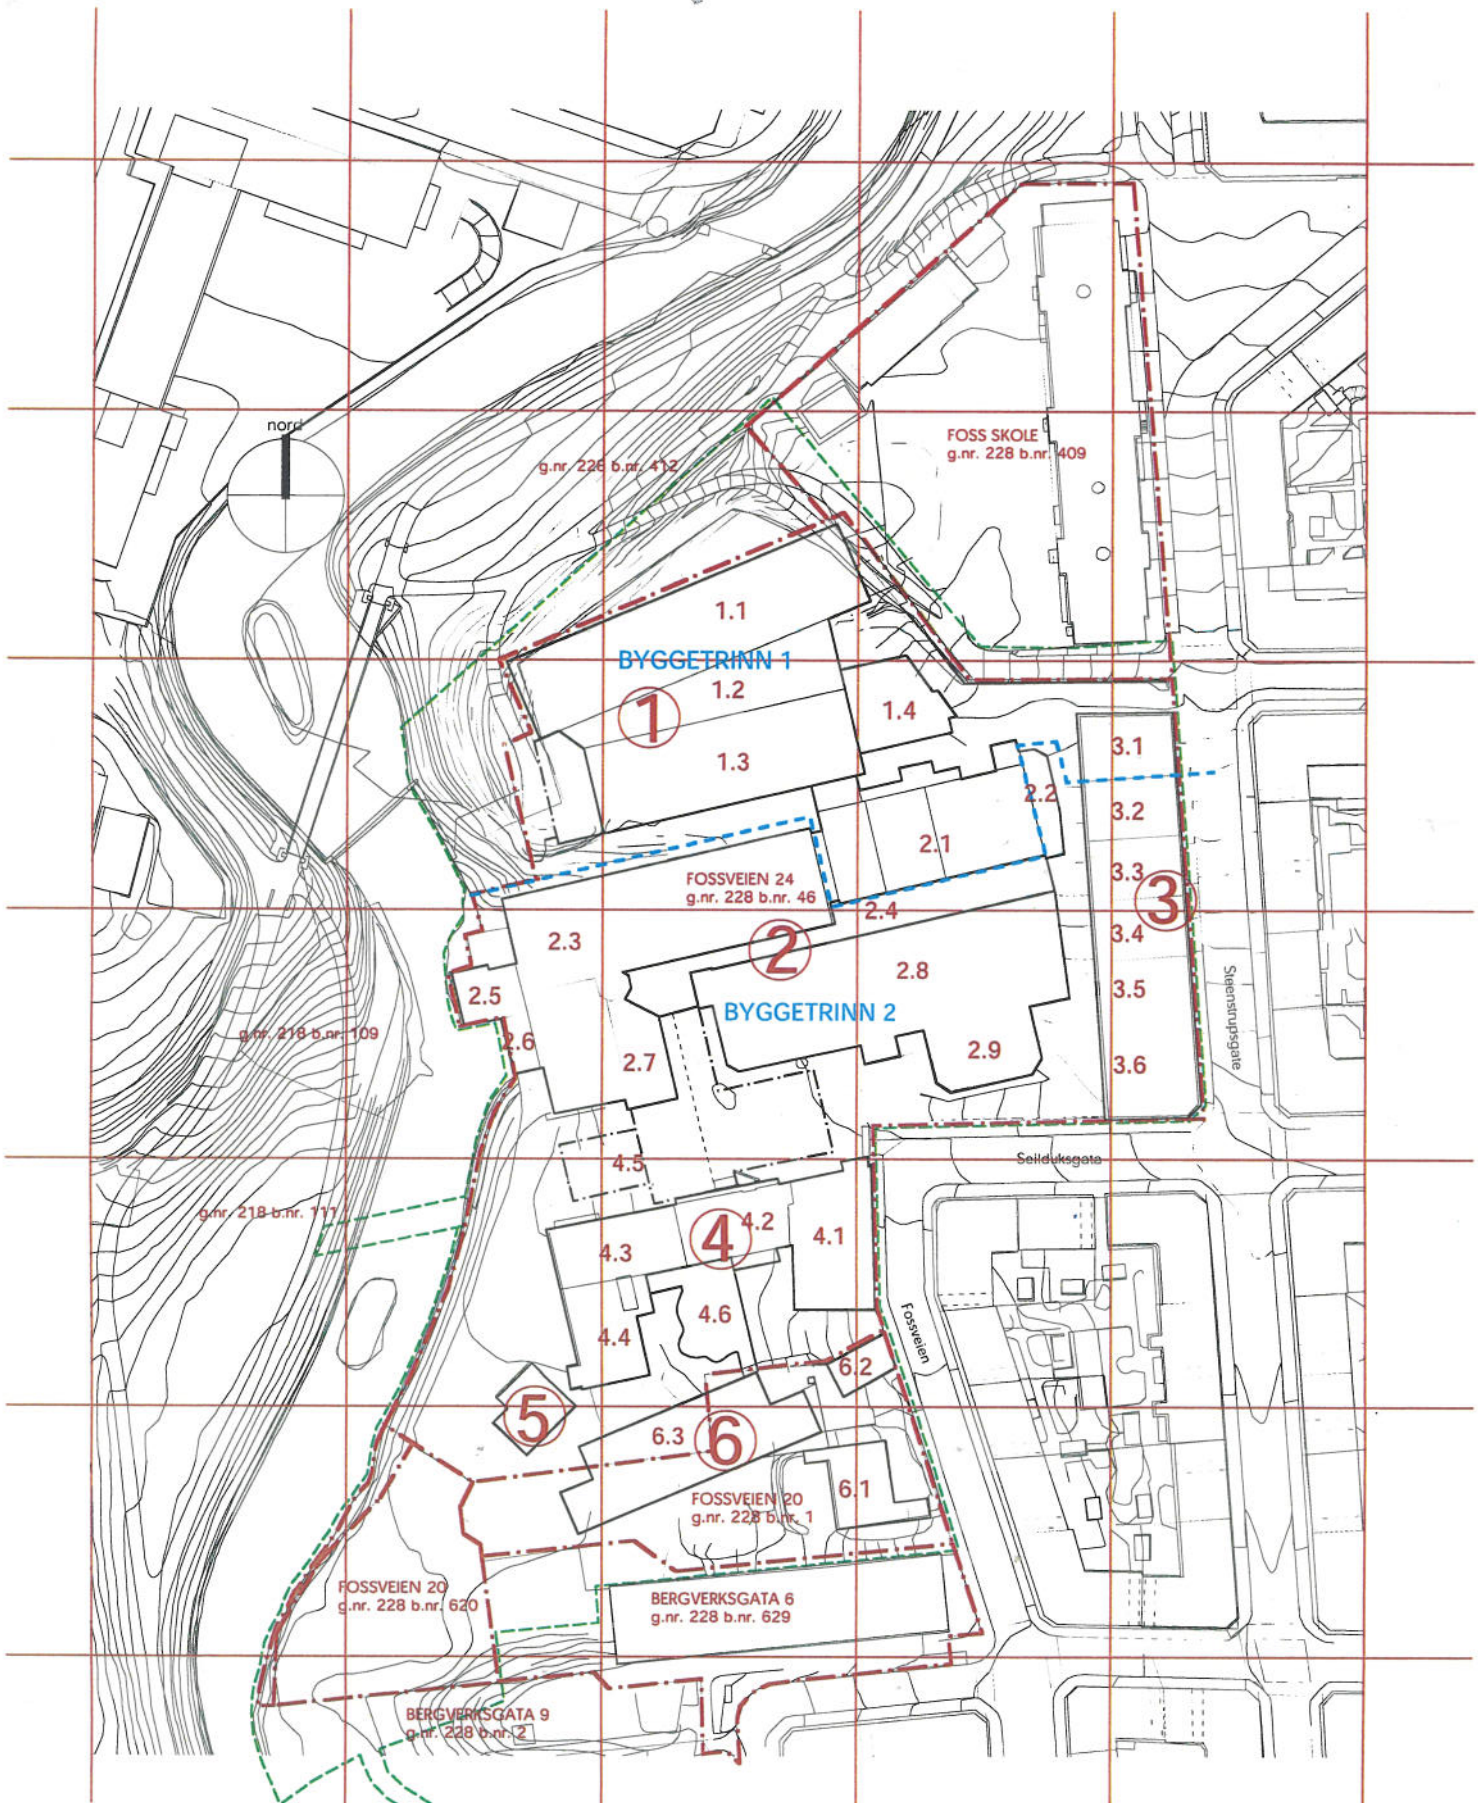 nord
FOSS SKOLE
g.nr. 228 b.nr. 409
g.nr. 228 b.nr. 412
1.1
BYGGETRINN 1
1.2
1
1.4
1.3
3.1
2.2
3.2
2.1
3.3
FOSSVEIEN 24
g.nr. 228 b.nr. 46
3
2.4
3.4
2.3
2
2.8
2.5
3.5
BYGGETRINN 2
Steenstrupsgate
g.nr. 218 b.nr. 109
2.6
2.7
2.9
3.6
4.5
Seilduksgata
g.nr. 218 b.nr. 111
4.3
4
4.2
4.1
4.6
4.4
Fossveien
6.2
5
6.3
6
6.1
FOSSVEIEN 20
g.nr. 228 b.nr. 1
FOSSVEIEN 20
g.nr. 228 b.nr. 620
BERGVERKSGATA 6
g.nr. 228 b.nr. 629
BERGVERKSGATA 9
g.nr. 228 b.nr. 2